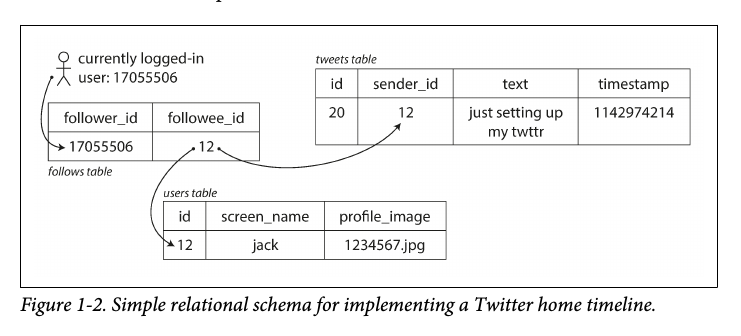 currently logged-in
user: 17055506
tweets table
id sender_id text timestamp
20 12 just setting up 1142974214
my twttr
follower_id followee_id
17055506 12
follows table
users table
id screen_name profile_image
12 jack 1234567.jpg
Figure 1-2. Simple relational schema for implementing a Twitter home timeline.